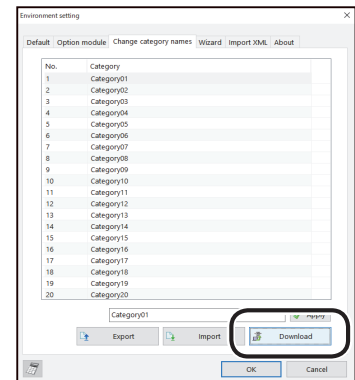 Environment setting
Default Option module Change category names Wizard Import XML About
No. Category
1 Category01
2 Category02
3 Category03
4 Category04
5 Category05
6 Category06
7 Category07
8 Category08
9 Category09
10 Category10
11 Category11
12 Category12
13 Category13
14 Category14
15 Category15
16 Category16
17 Category17
18 Category18
19 Category19
20 Category20
Category01 Apply
Export Import Download
OK Cancel